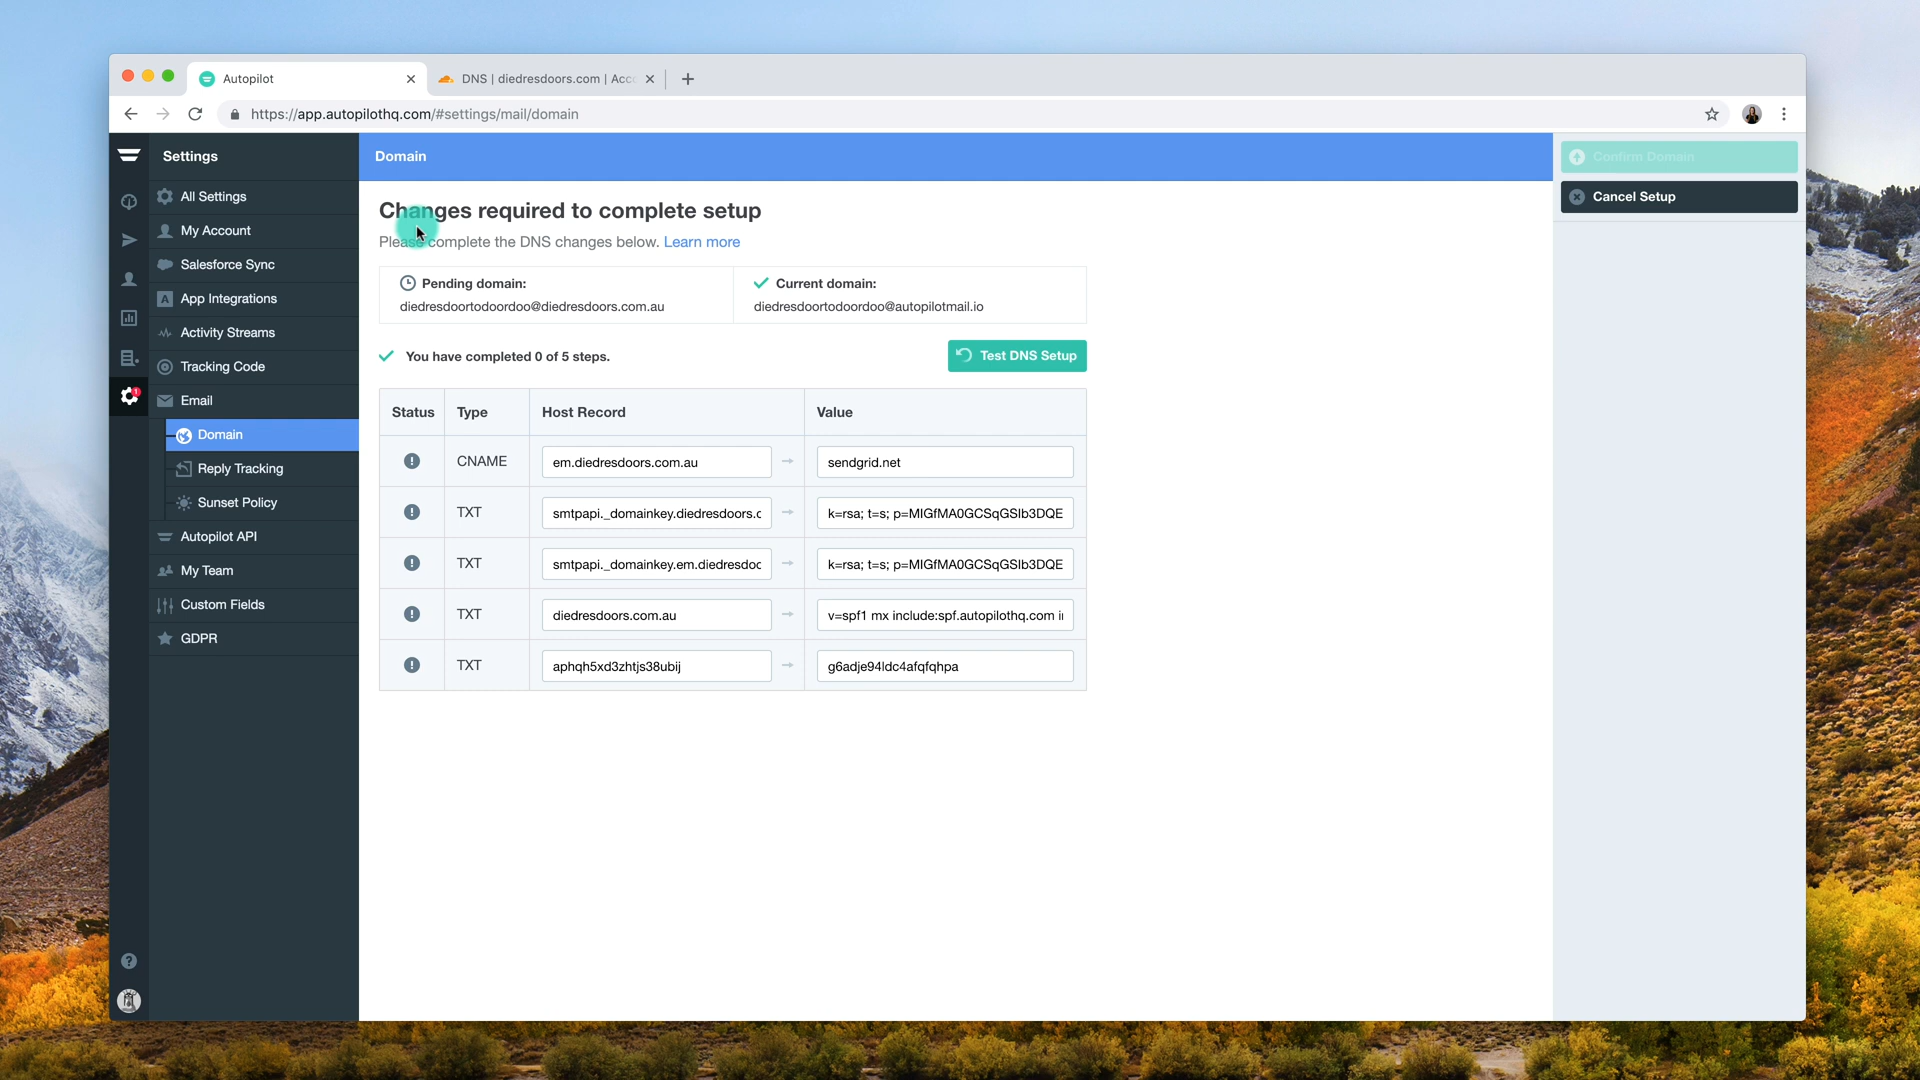 Autopilot
DNS | diedresdoors.com | Acc
https://app.autopilothq.com/#settings/mail/domain
Settings
Domain
Confirm Domain
All Settings
Cancel Setup
Changes required to complete setup
My Account
Please complete the DNS changes below. Learn more
Salesforce Sync
Pending domain:
Current domain:
A App Integrations
diedresdoortodoordoo@diedresdoors.com.au
diedresdoortodoordoo@autopilotmail.io
Activity Streams
You have completed 0 of 5 steps.
Test DNS Setup
Tracking Code
1
Email
Status Type Host Record Value
Domain
CNAME em.diedresdoors.com.au sendgrid.net
Reply Tracking
Sunset Policy
TXT smtpapi._domainkey.diedresdoors.c k=rsa; t=s; p=MIGfMA0GCSqGSIb3DQE
Autopilot API
TXT smtpapi._domainkey.em.diedresdoc k=rsa; t=s; p=MIGfMA0GCSqGSIb3DQE
My Team
Custom Fields
TXT diedresdoors.com.au v=spf1 mx include:spf.autopilothq.com i
GDPR
TXT aphqh5xd3zhtjs38ubij g6adje94ldc4afqfqhpa